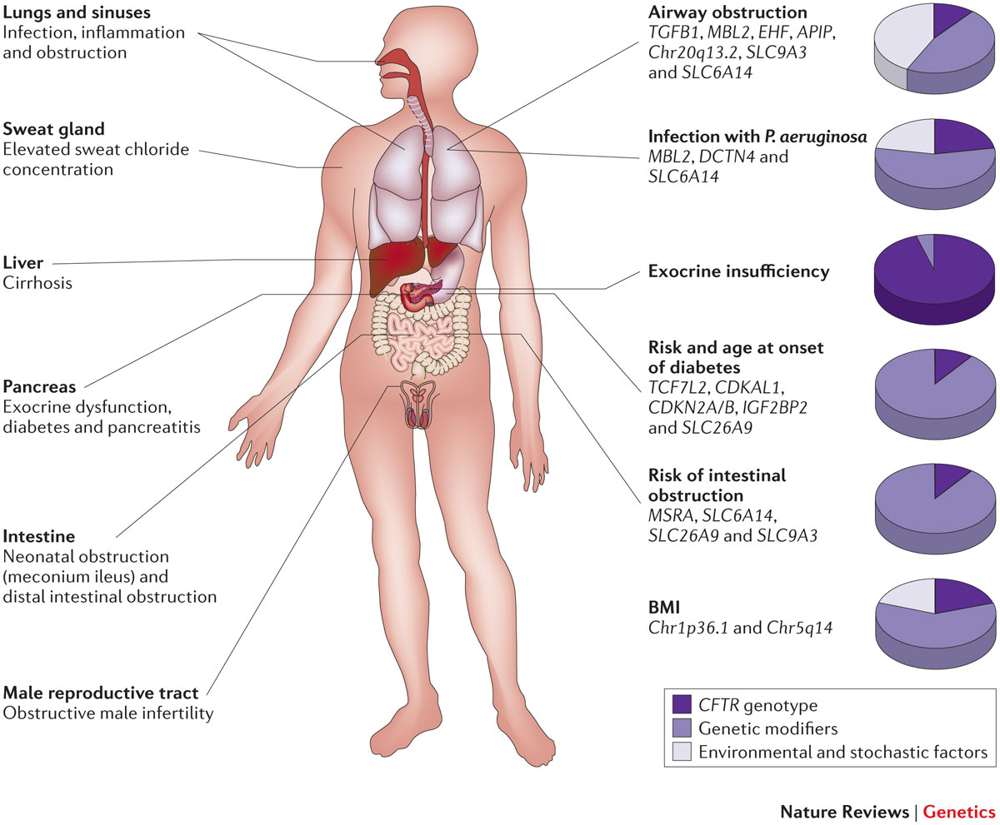 Lungs and sinuses
Infection, inflammation
and obstruction
Sweat gland
Elevated sweat chloride
concentration
Liver
Cirrhosis
Pancreas
Exocrine dysfunction,
diabetes and pancreatitis
Intestine
Neonatal obstruction
(meconium ileus) and
distal intestinal obstruction
Male reproductive tract
Obstructive male infertility
Airway obstruction
TGFB1, MBL2, EHF, APIP,
Chr20q13.2, SLC9A3
and SLC6A14
Infection with P. aeruginosa
MBL2, DCTN4 and
SLC6A14
Exocrine insufficiency
Risk and age at onset
of diabetes
TCF7L2, CDKAL1,
CDKN2A/B, IGF2BP2
and SLC26A9
Risk of intestinal
obstruction
MSRA, SLC6A14,
SLC26A9 and SLC9A3
BMI
Chr1p36.1 and Chr5q14
CFTR genotype
Genetic modifiers
Environmental and stochastic factors
Nature Reviews | Genetics